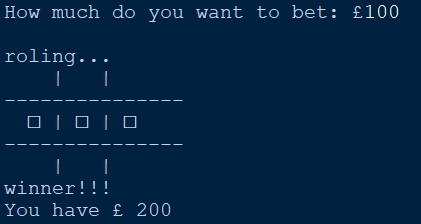 How much do you want to bet: £100
roling...
|   |
---------------
□ | □ | □
---------------
|   |
winner!!!
You have £ 200